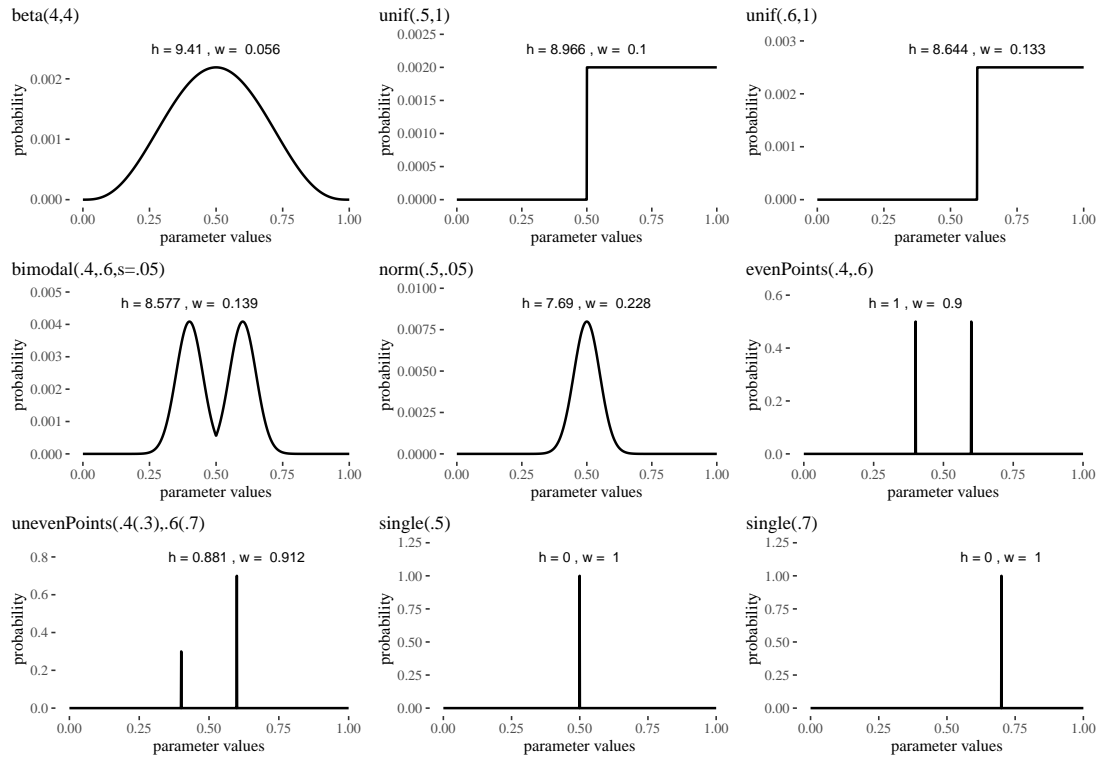 beta(4,4)
h = 9.41 , w = 0.056
probability
0.002
0.001
0.000
0.00 0.25 0.50 0.75 1.00
parameter values
unif(.5,1)
h = 8.966 , w = 0.1
probability
0.0025
0.0020
0.0015
0.0010
0.0005
0.0000
0.00 0.25 0.50 0.75 1.00
parameter values
unif(.6,1)
h = 8.644 , w = 0.133
probability
0.003
0.002
0.001
0.000
0.00 0.25 0.50 0.75 1.00
parameter values
bimodal(.4,.6,s=.05)
h = 8.577 , w = 0.139
probability
0.005
0.004
0.003
0.002
0.001
0.000
0.00 0.25 0.50 0.75 1.00
parameter values
norm(.5,.05)
h = 7.69 , w = 0.228
probability
0.0100
0.0075
0.0050
0.0025
0.0000
0.00 0.25 0.50 0.75 1.00
parameter values
evenPoints(.4,.6)
h = 1 , w = 0.9
probability
0.6
0.4
0.2
0.0
0.00 0.25 0.50 0.75 1.00
parameter values
unevenPoints(.4(.3),.6(.7)
h = 0.881 , w = 0.912
probability
0.8
0.6
0.4
0.2
0.0
0.00 0.25 0.50 0.75 1.00
parameter values
single(.5)
h = 0 , w = 1
probability
1.25
1.00
0.75
0.50
0.25
0.00
0.00 0.25 0.50 0.75 1.00
parameter values
single(.7)
h = 0 , w = 1
probability
1.25
1.00
0.75
0.50
0.25
0.00
0.00 0.25 0.50 0.75 1.00
parameter values